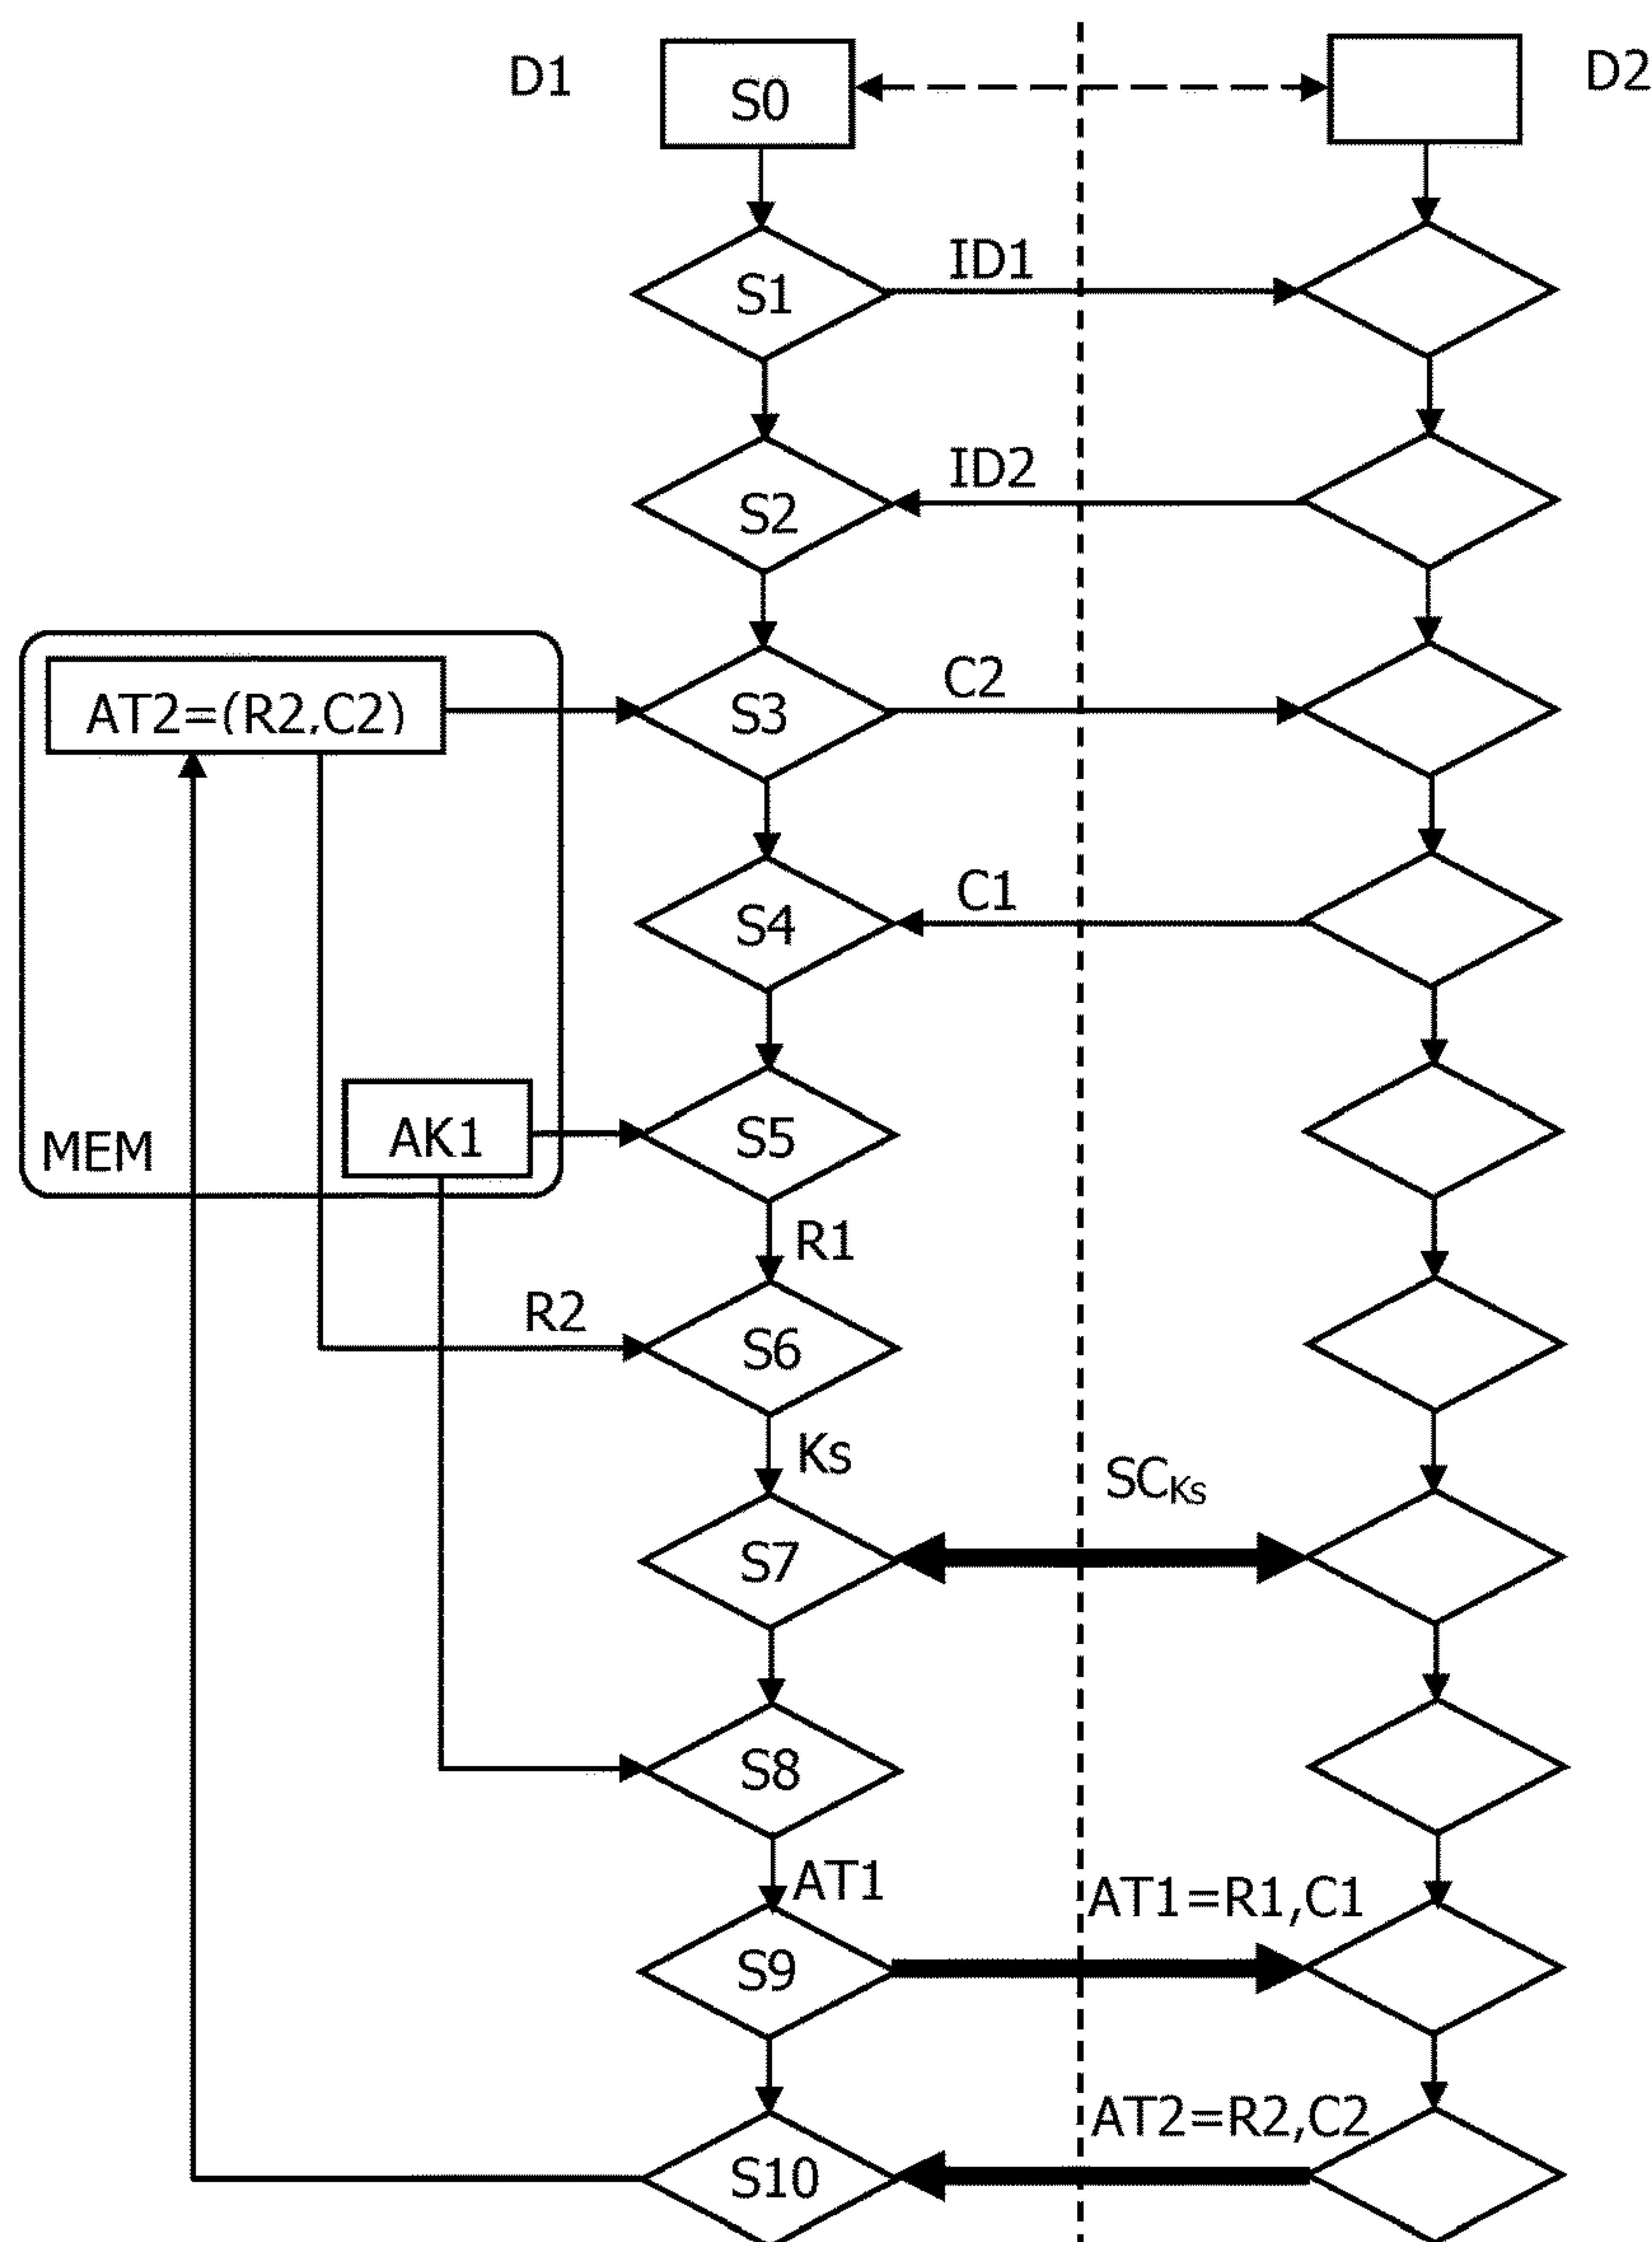 D1
S0
D2
S1
ID1
S2
ID2
AT2=(R2,C2)
S3
C2
S4
C1
MEM
AK1
S5
R1
R2
S6
Ks
S7
SCKs
S8
AT1
AT1=R1,C1
S9
AT2=R2,C2
S10